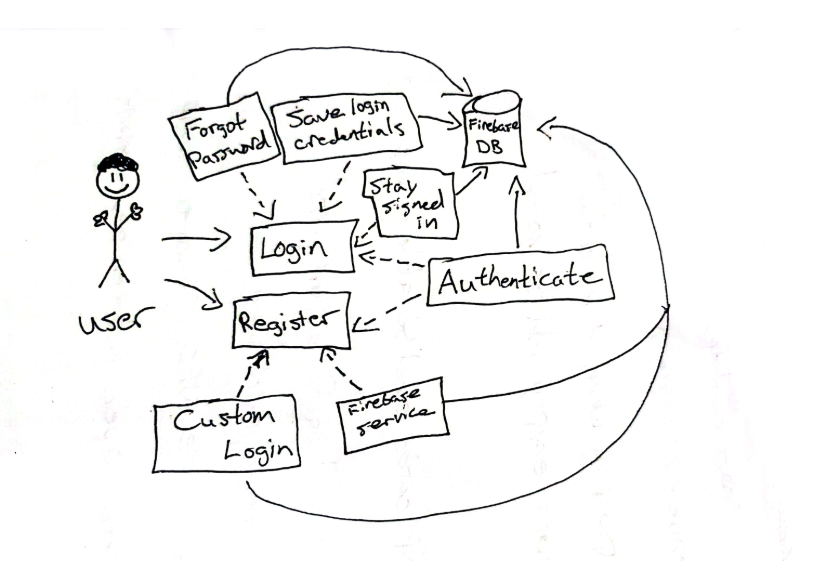 Forgot
Password
Save login
credentials
Firebase
DB
Stay
signed
in
Login
Authenticate
user
Register
Custom
Login
Firebase
service